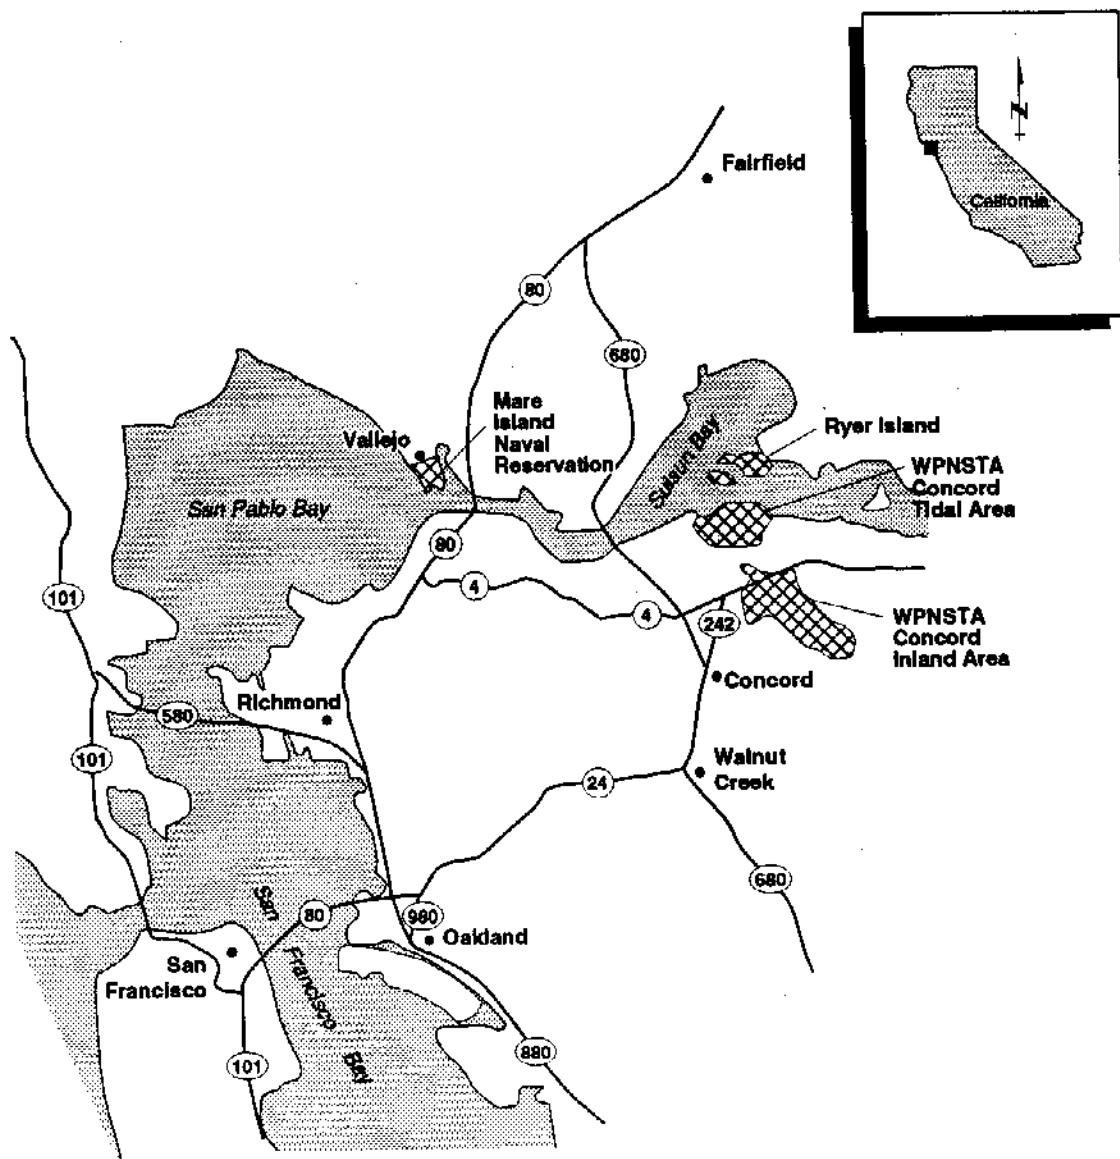 N
California
Fairfield
80
680
Mare
Island
Naval
Reservation
Vallejo
Suisun Bay
Ryer Island
WPNSTA
Concord
Tidal Area
San Pablo Bay
80
4
4
242
101
WPNSTA
Concord
Inland Area
Concord
Richmond
580
101
Walnut
Creek
24
680
San
Francisco
Bay
80
980
Oakland
San
Francisco
101
880